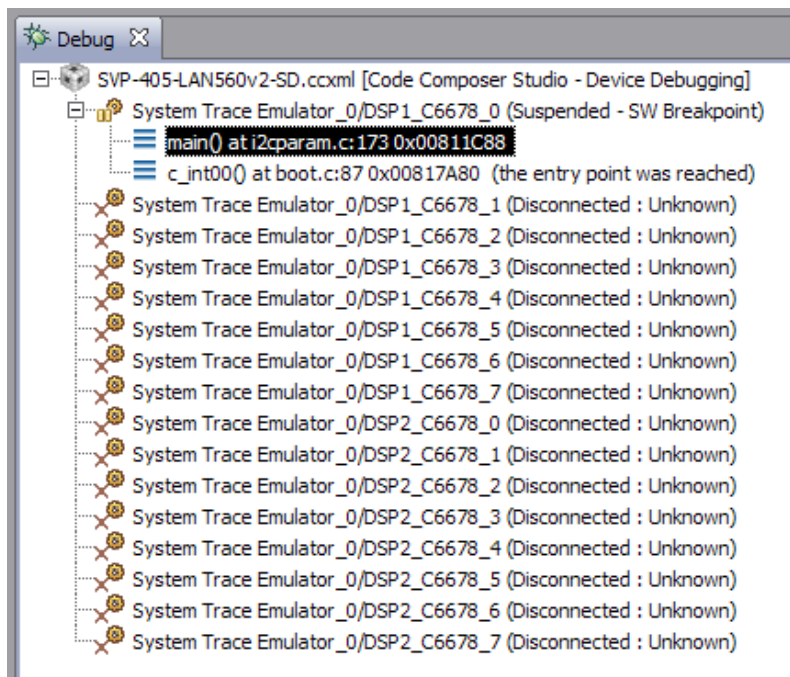 Debug
SVP-405-LAN560v2-SD.ccxml [Code Composer Studio - Device Debugging]
System Trace Emulator_0/DSP1_C6678_0 (Suspended - SW Breakpoint)
main() at i2cparam.c:173 0x00811C88
c_int00() at boot.c:87 0x00817A80 (the entry point was reached)
System Trace Emulator_0/DSP1_C6678_1 (Disconnected : Unknown)
System Trace Emulator_0/DSP1_C6678_2 (Disconnected : Unknown)
System Trace Emulator_0/DSP1_C6678_3 (Disconnected : Unknown)
System Trace Emulator_0/DSP1_C6678_4 (Disconnected : Unknown)
System Trace Emulator_0/DSP1_C6678_5 (Disconnected : Unknown)
System Trace Emulator_0/DSP1_C6678_6 (Disconnected : Unknown)
System Trace Emulator_0/DSP1_C6678_7 (Disconnected : Unknown)
System Trace Emulator_0/DSP2_C6678_0 (Disconnected : Unknown)
System Trace Emulator_0/DSP2_C6678_1 (Disconnected : Unknown)
System Trace Emulator_0/DSP2_C6678_2 (Disconnected : Unknown)
System Trace Emulator_0/DSP2_C6678_3 (Disconnected : Unknown)
System Trace Emulator_0/DSP2_C6678_4 (Disconnected : Unknown)
System Trace Emulator_0/DSP2_C6678_5 (Disconnected : Unknown)
System Trace Emulator_0/DSP2_C6678_6 (Disconnected : Unknown)
System Trace Emulator_0/DSP2_C6678_7 (Disconnected : Unknown)